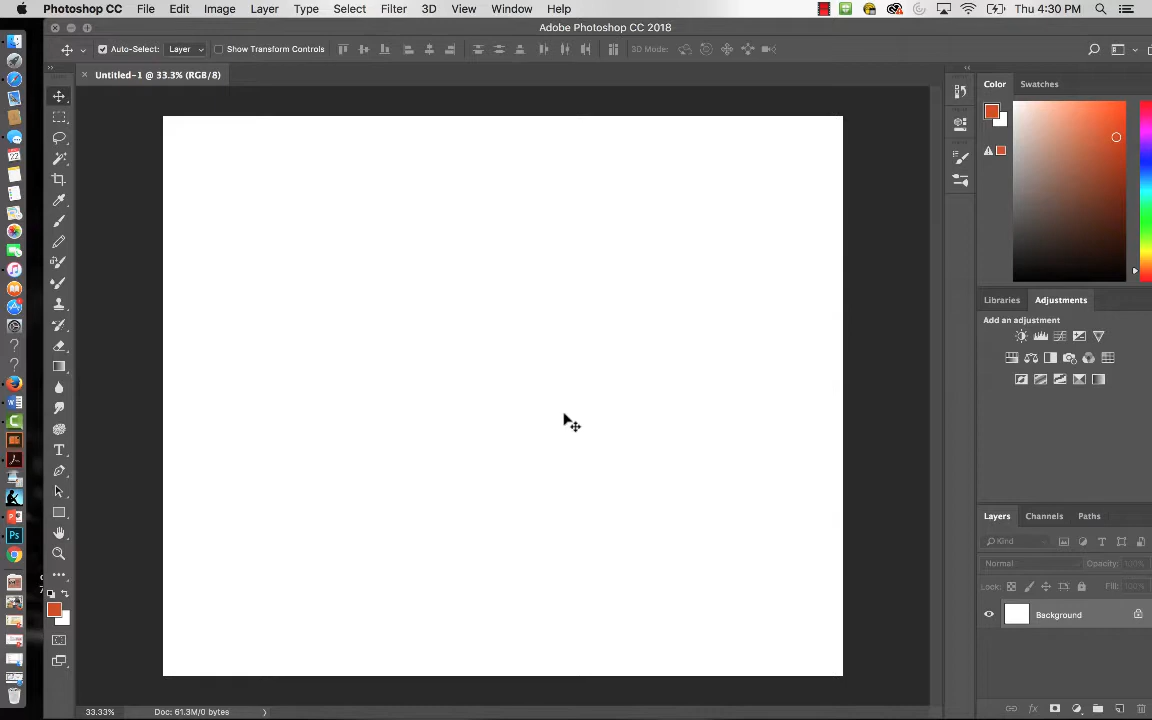 Photoshop CC File Edit Image Layer Type Select Filter 3D View Window Help Thu 4:30 PM
Adobe Photoshop CC 2018
Auto-Select: Layer Show Transform Controls 3D Mode:
Untitled-1 @ 33.3% (RGB/8)
Color Swatches
Libraries Adjustments
Add an adjustment
Layers Channels Paths
Kind
Normal Opacity: 100%
Lock: Fill: 100%
Background
33.33% Doc: 61.3M/0 bytes